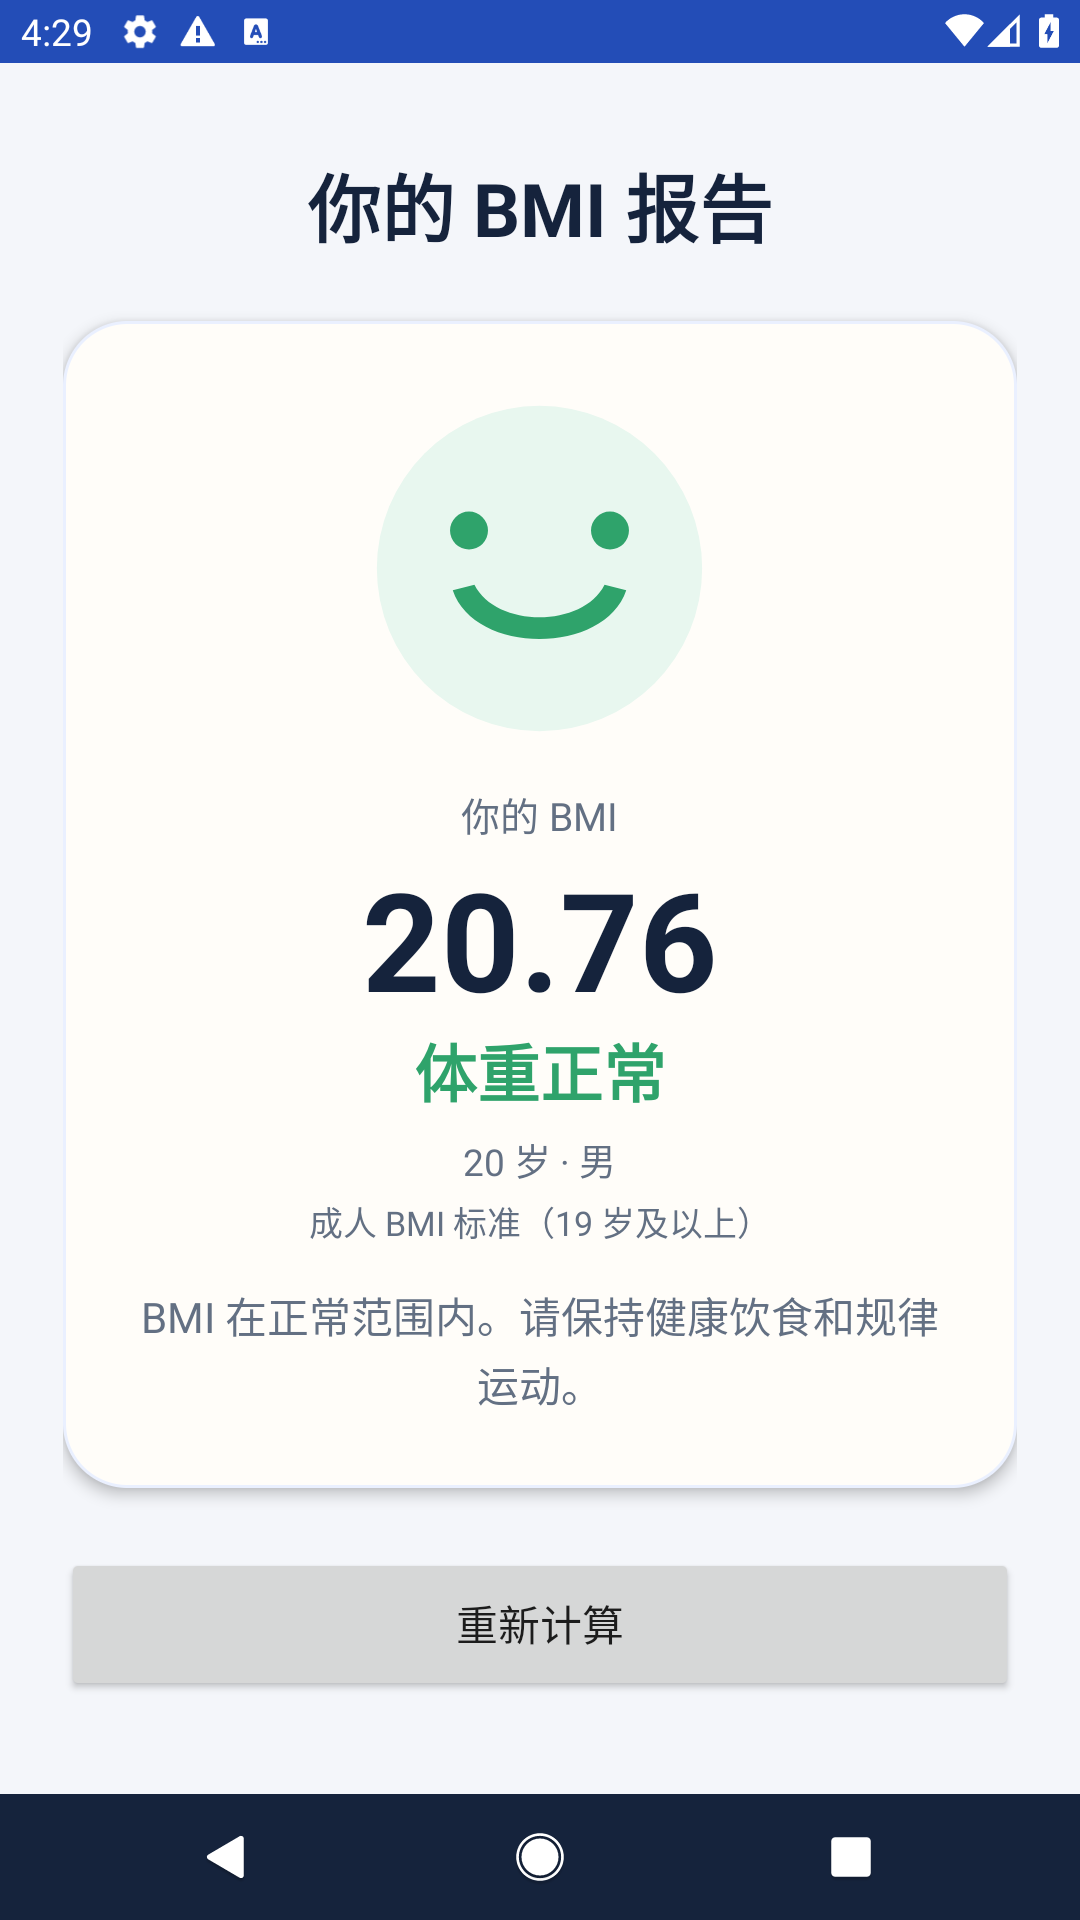 4:29
你的 BMI 报告
你的 BMI
20.76
体重正常
20 岁 · 男
成人 BMI 标准（19 岁及以上）
BMI 在正常范围内。请保持健康饮食和规律
运动。
重新计算